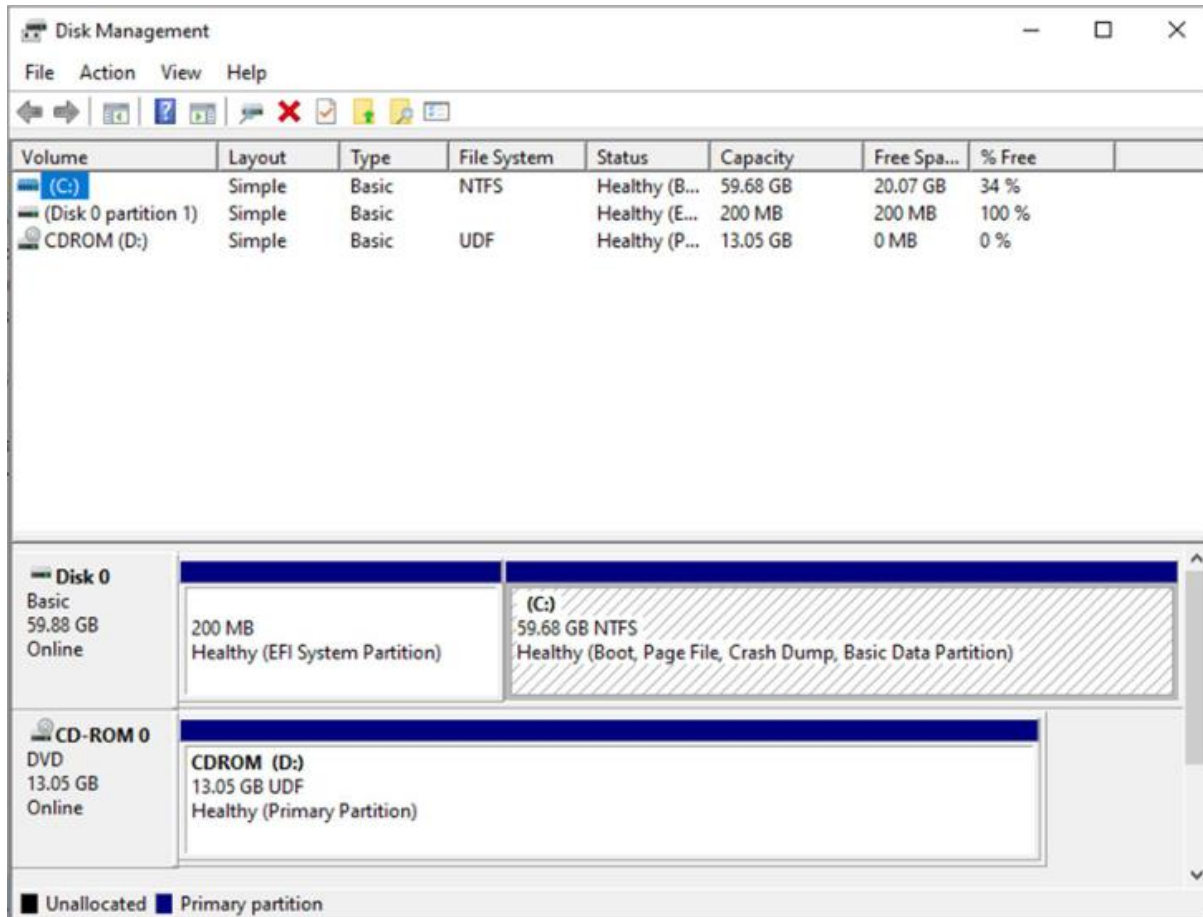 Disk Management
File Action View Help
Volume Layout Type File System Status Capacity Free Spa... % Free
(C:) Simple Basic NTFS Healthy (B... 59.68 GB 20.07 GB 34 %
(Disk 0 partition 1) Simple Basic Healthy (E... 200 MB 200 MB 100 %
CDROM (D:) Simple Basic UDF Healthy (P... 13.05 GB 0 MB 0 %
Disk 0
Basic
59.88 GB
Online
200 MB
Healthy (EFI System Partition)
(C:)
59.68 GB NTFS
Healthy (Boot, Page File, Crash Dump, Basic Data Partition)
CD-ROM 0
DVD
13.05 GB
Online
CDROM (D:)
13.05 GB UDF
Healthy (Primary Partition)
Unallocated Primary partition